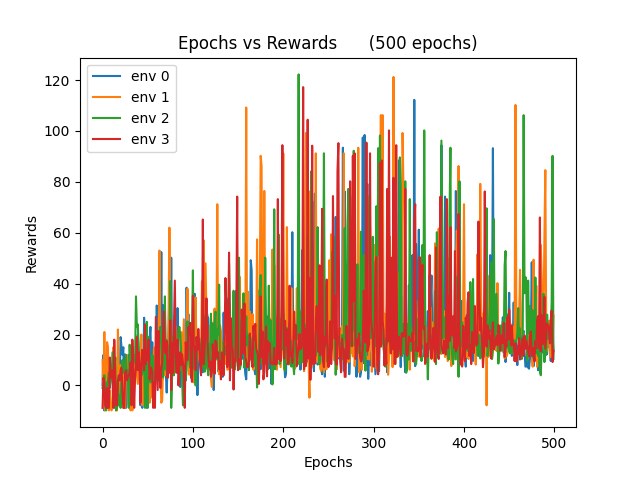 Epochs vs Rewards      (500 epochs)
env 0
env 1
env 2
env 3
120
100
80
60
40
20
0
Rewards
0 100 200 300 400 500
Epochs